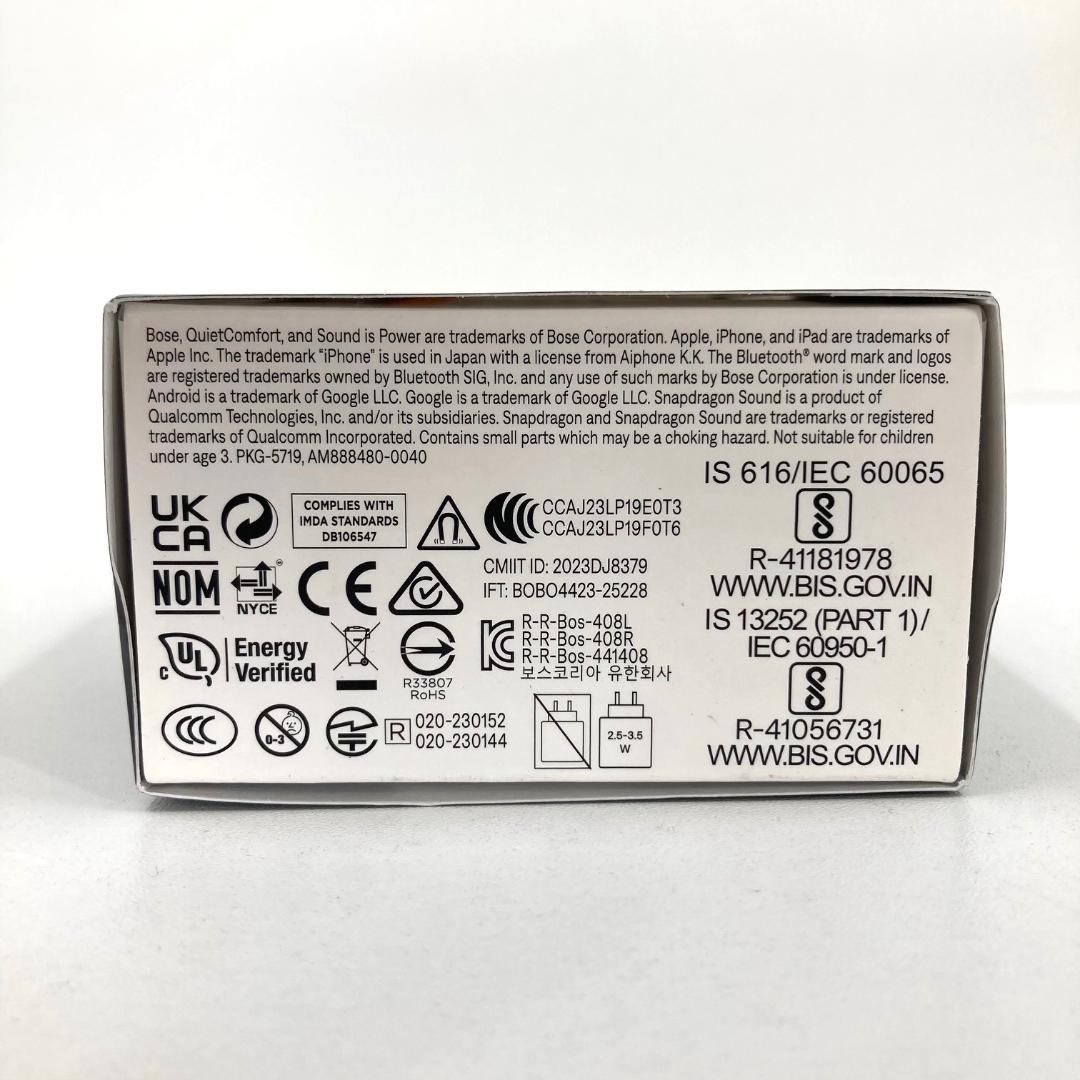 Bose, QuietComfort, and Sound is Power are trademarks of Bose Corporation. Apple, iPhone, and iPad are trademarks of
Apple Inc. The trademark "iPhone" is used in Japan with a license from Aiphone K.K. The Bluetooth® word mark and logos
are registered trademarks owned by Bluetooth SIG, Inc. and any use of such marks by Bose Corporation is under license.
Android is a trademark of Google LLC. Google is a trademark of Google LLC. Snapdragon Sound is a product of
Qualcomm Technologies, Inc. and/or its subsidiaries. Snapdragon and Snapdragon Sound are trademarks or registered
trademarks of Qualcomm Incorporated. Contains small parts which may be a choking hazard. Not suitable for children
under age 3. PKG-5719, AM888480-0040
UK
CA
COMPLIES WITH
IMDA STANDARDS
DB106547
CCAJ23LP19E0T3
CCAJ23LP19F0T6
NOM
NYCE
CE
CMIIT ID: 2023DJ8379
IFT: BOBO4423-25228
c UL
Energy
Verified
R33807
RoHS
R-R-Bos-408L
R-R-Bos-408R
R-R-Bos-441408
보스코리아 유한회사
CCC
0-3
R
020-230152
020-230144
2.5-3.5
W
IS 616/IEC 60065
R-41181978
WWW.BIS.GOV.IN
IS 13252 (PART 1)/
IEC 60950-1
R-41056731
WWW.BIS.GOV.IN